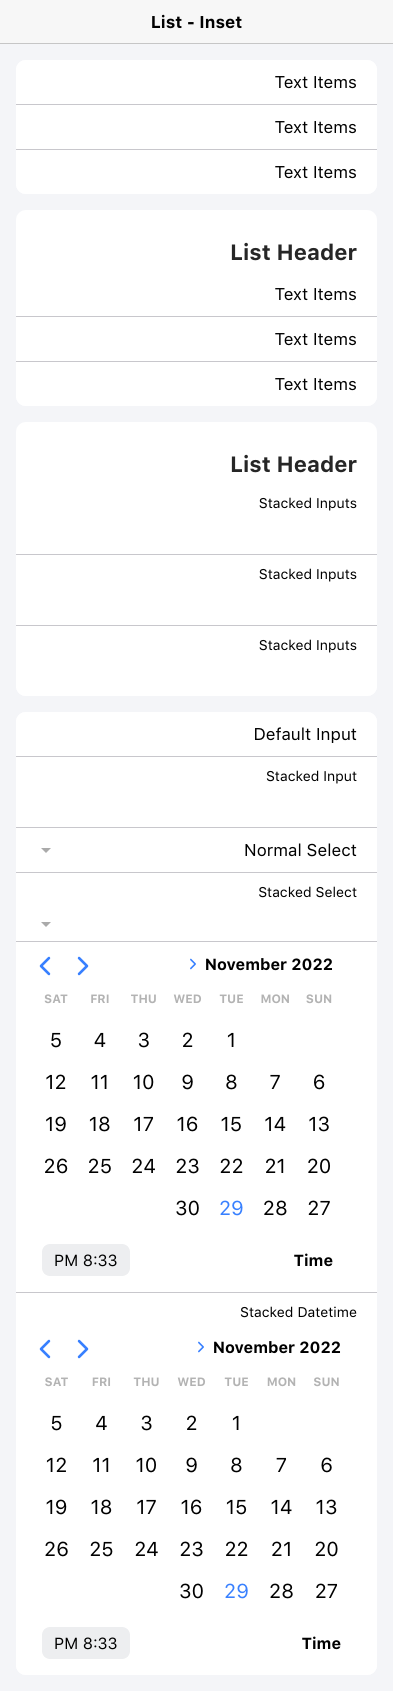 List - Inset
Text Items
Text Items
Text Items
List Header
Text Items
Text Items
Text Items
List Header
Stacked Inputs
Stacked Inputs
Stacked Inputs
Default Input
Stacked Input
Normal Select
Stacked Select
November 2022
SAT FRI THU WED TUE MON SUN
5 4 3 2 1
12 11 10 9 8 7 6
19 18 17 16 15 14 13
26 25 24 23 22 21 20
30 29 28 27
PM 8:33 Time
Stacked Datetime
November 2022
SAT FRI THU WED TUE MON SUN
5 4 3 2 1
12 11 10 9 8 7 6
19 18 17 16 15 14 13
26 25 24 23 22 21 20
30 29 28 27
PM 8:33 Time